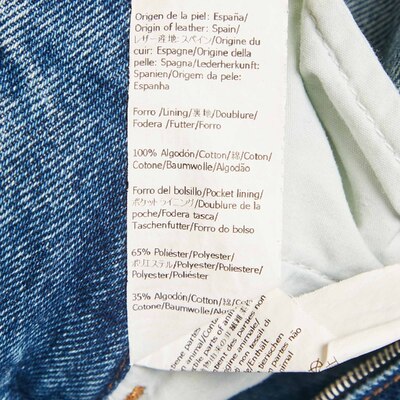 Origen de la piel: España/
Origin of leather: Spain/
レザー産地:スペイン/Origine du
cuir: Espagne/Origine della
pelle: Spagna/Lederherkunft:
Spanien/Origem da pele:
Espanha
Forro/Lining/裏地/Doublure/
Fodera/Futter/Forro
100% Algodón/Cotton/綿/Coton/
Cotone/Baumwolle/Algodão
Forro del bolsillo/Pocket lining/
ポケットライニング/Doublure de la
poche/Fodera tasca/
Taschenfutter/Forro do bolso
65% Poliéster/Polyester/
ポリエステル/Polyester/Poliestere/
Polyester/Poliéster
35% Algodón/Cotton/綿/Coton/
Cotone/Baumwolle/Algodão